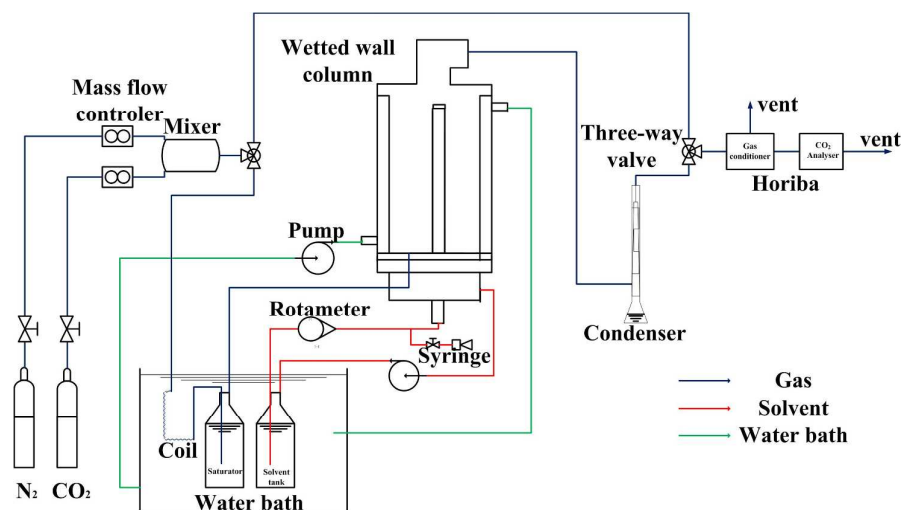 Wetted wall
column
Mass flow
controler
Mixer
vent
vent
Three-way
valve
Gas
conditioner
CO₂
Analyser
Horiba
Pump
Rotameter
Syringe
Condenser
Coil
Saturator
Solvent
tank
Water bath
N₂
CO₂
Gas
Solvent
Water bath